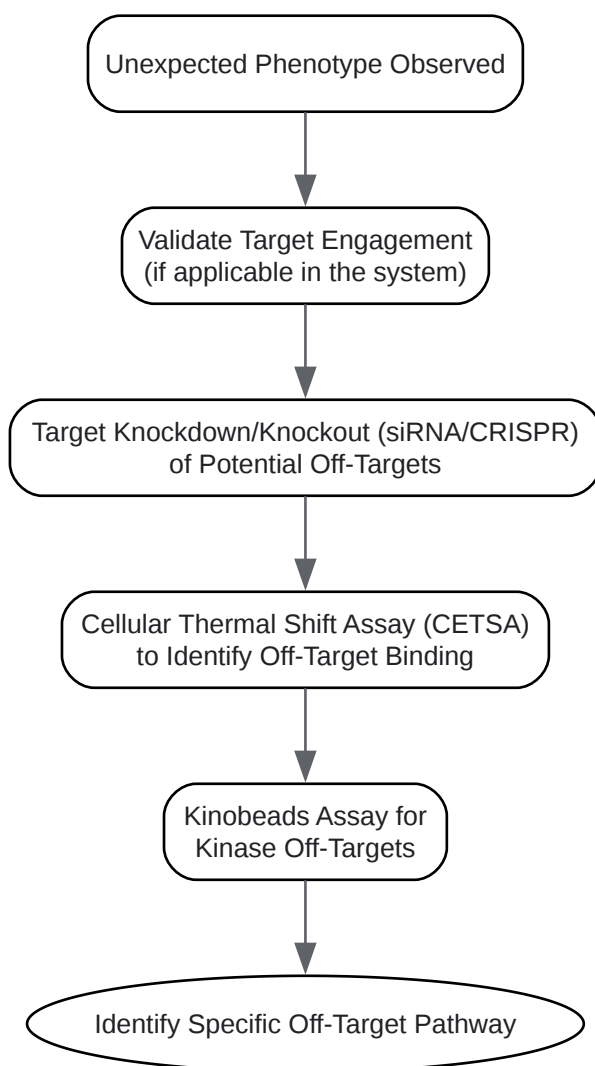 Unexpected Phenotype Observed
Validate Target Engagement
(if applicable in the system)
Target Knockdown/Knockout (siRNA/CRISPR)
of Potential Off-Targets
Cellular Thermal Shift Assay (CETSA)
to Identify Off-Target Binding
Kinobeads Assay for
Kinase Off-Targets
Identify Specific Off-Target Pathway